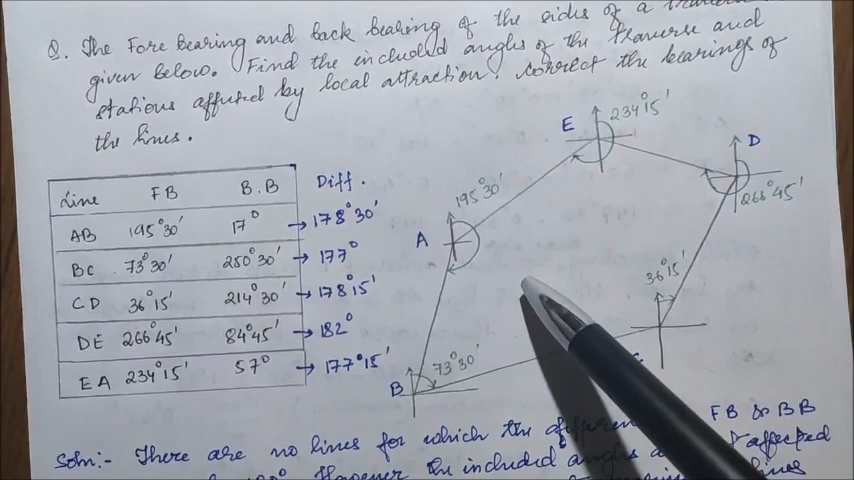 Q. The Fore bearing and back bearing of the sides of a
given below. Find the included angles of the traverse and
stations affected by local attraction. Correct the bearings of
the lines.
Line FB B.B Diff.
AB 195°30' 17° → 178°30'
BC 73°30' 250°30' → 177°
CD 36°15' 214°30' → 178°15'
DE 266°45' 84°45' → 182°
EA 234°15' 57° → 177°15'
E 234°15'
D
266°45'
195°30'
A
36°15'
B 73°30'
Soln:- There are no lines for which the FB & BB
However the included angles affected
lines